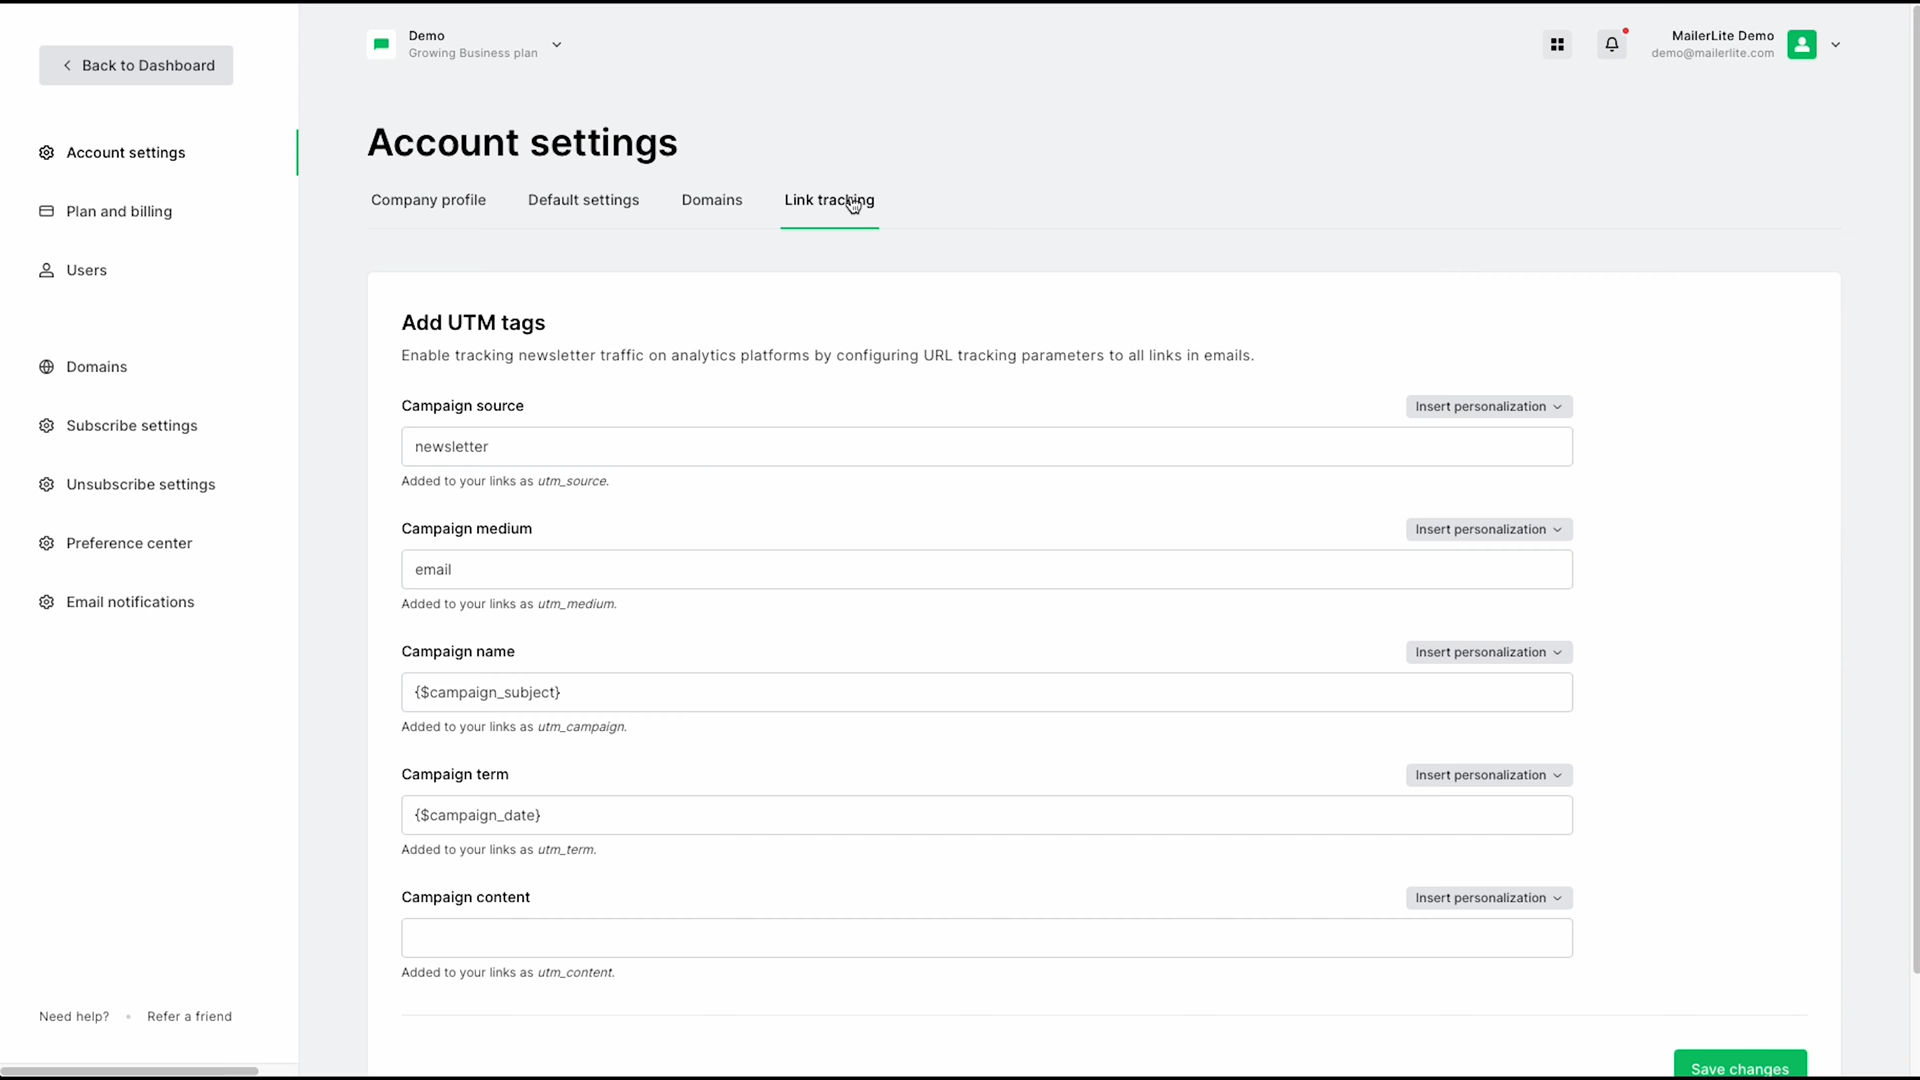 Back to Dashboard
Account settings
Plan and billing
Users
Domains
Subscribe settings
Unsubscribe settings
Preference center
Email notifications
Need help? • Refer a friend
Demo
Growing Business plan
MailerLite Demo
demo@mailerlite.com
Account settings
Company profile Default settings Domains Link tracking
Add UTM tags
Enable tracking newsletter traffic on analytics platforms by configuring URL tracking parameters to all links in emails.
Campaign source Insert personalization
newsletter
Added to your links as utm_source.
Campaign medium Insert personalization
email
Added to your links as utm_medium.
Campaign name Insert personalization
{$campaign_subject}
Added to your links as utm_campaign.
Campaign term Insert personalization
{$campaign_date}
Added to your links as utm_term.
Campaign content Insert personalization
Added to your links as utm_content.
Save changes